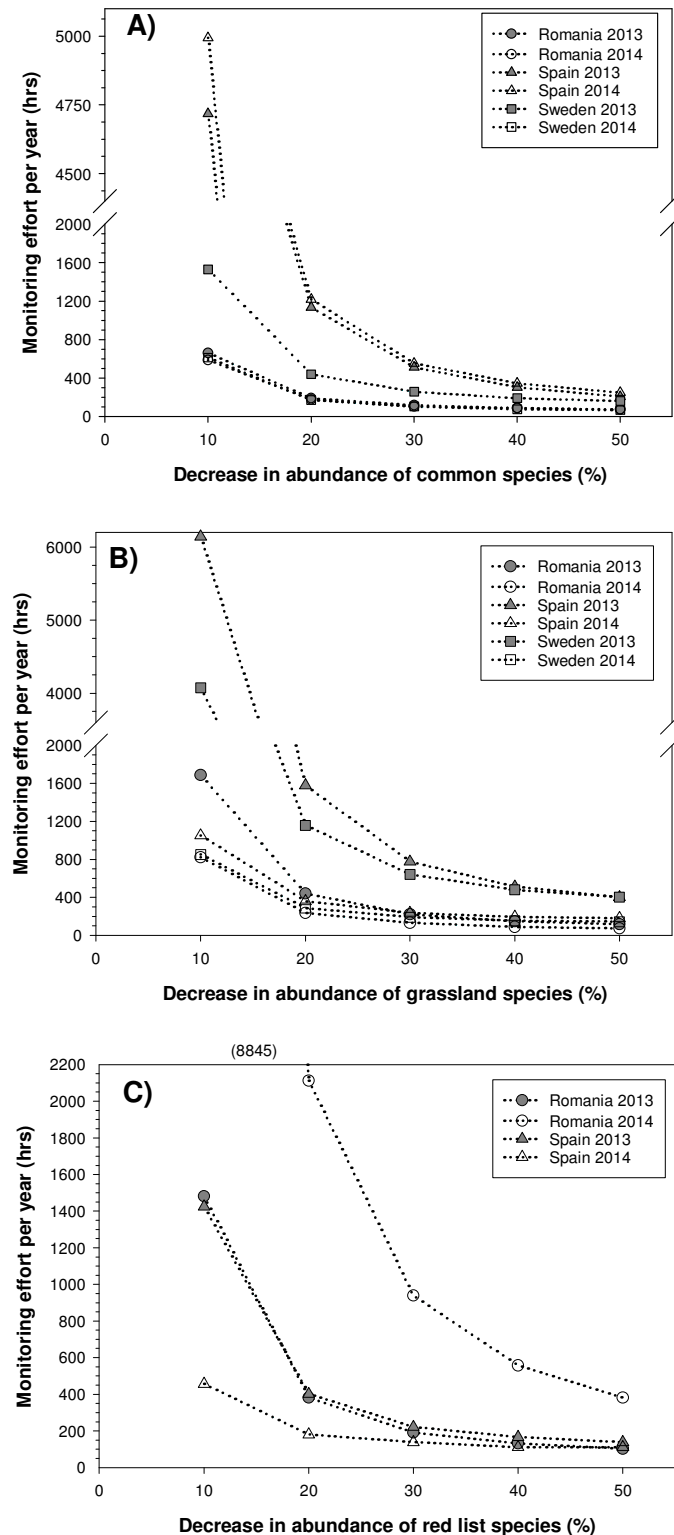 A)
Monitoring effort per year (hrs)
5000
4750
4500
2000
1600
1200
800
400
0
Romania 2013
Romania 2014
Spain 2013
Spain 2014
Sweden 2013
Sweden 2014
0 10 20 30 40 50
Decrease in abundance of common species (%)
B)
Monitoring effort per year (hrs)
6000
5000
4000
2000
1600
1200
800
400
0
Romania 2013
Romania 2014
Spain 2013
Spain 2014
Sweden 2013
Sweden 2014
0 10 20 30 40 50
Decrease in abundance of grassland species (%)
(8845)
C)
Monitoring effort per year (hrs)
2200
2000
1800
1600
1400
1200
1000
800
600
400
200
0
Romania 2013
Romania 2014
Spain 2013
Spain 2014
0 10 20 30 40 50
Decrease in abundance of red list species (%)